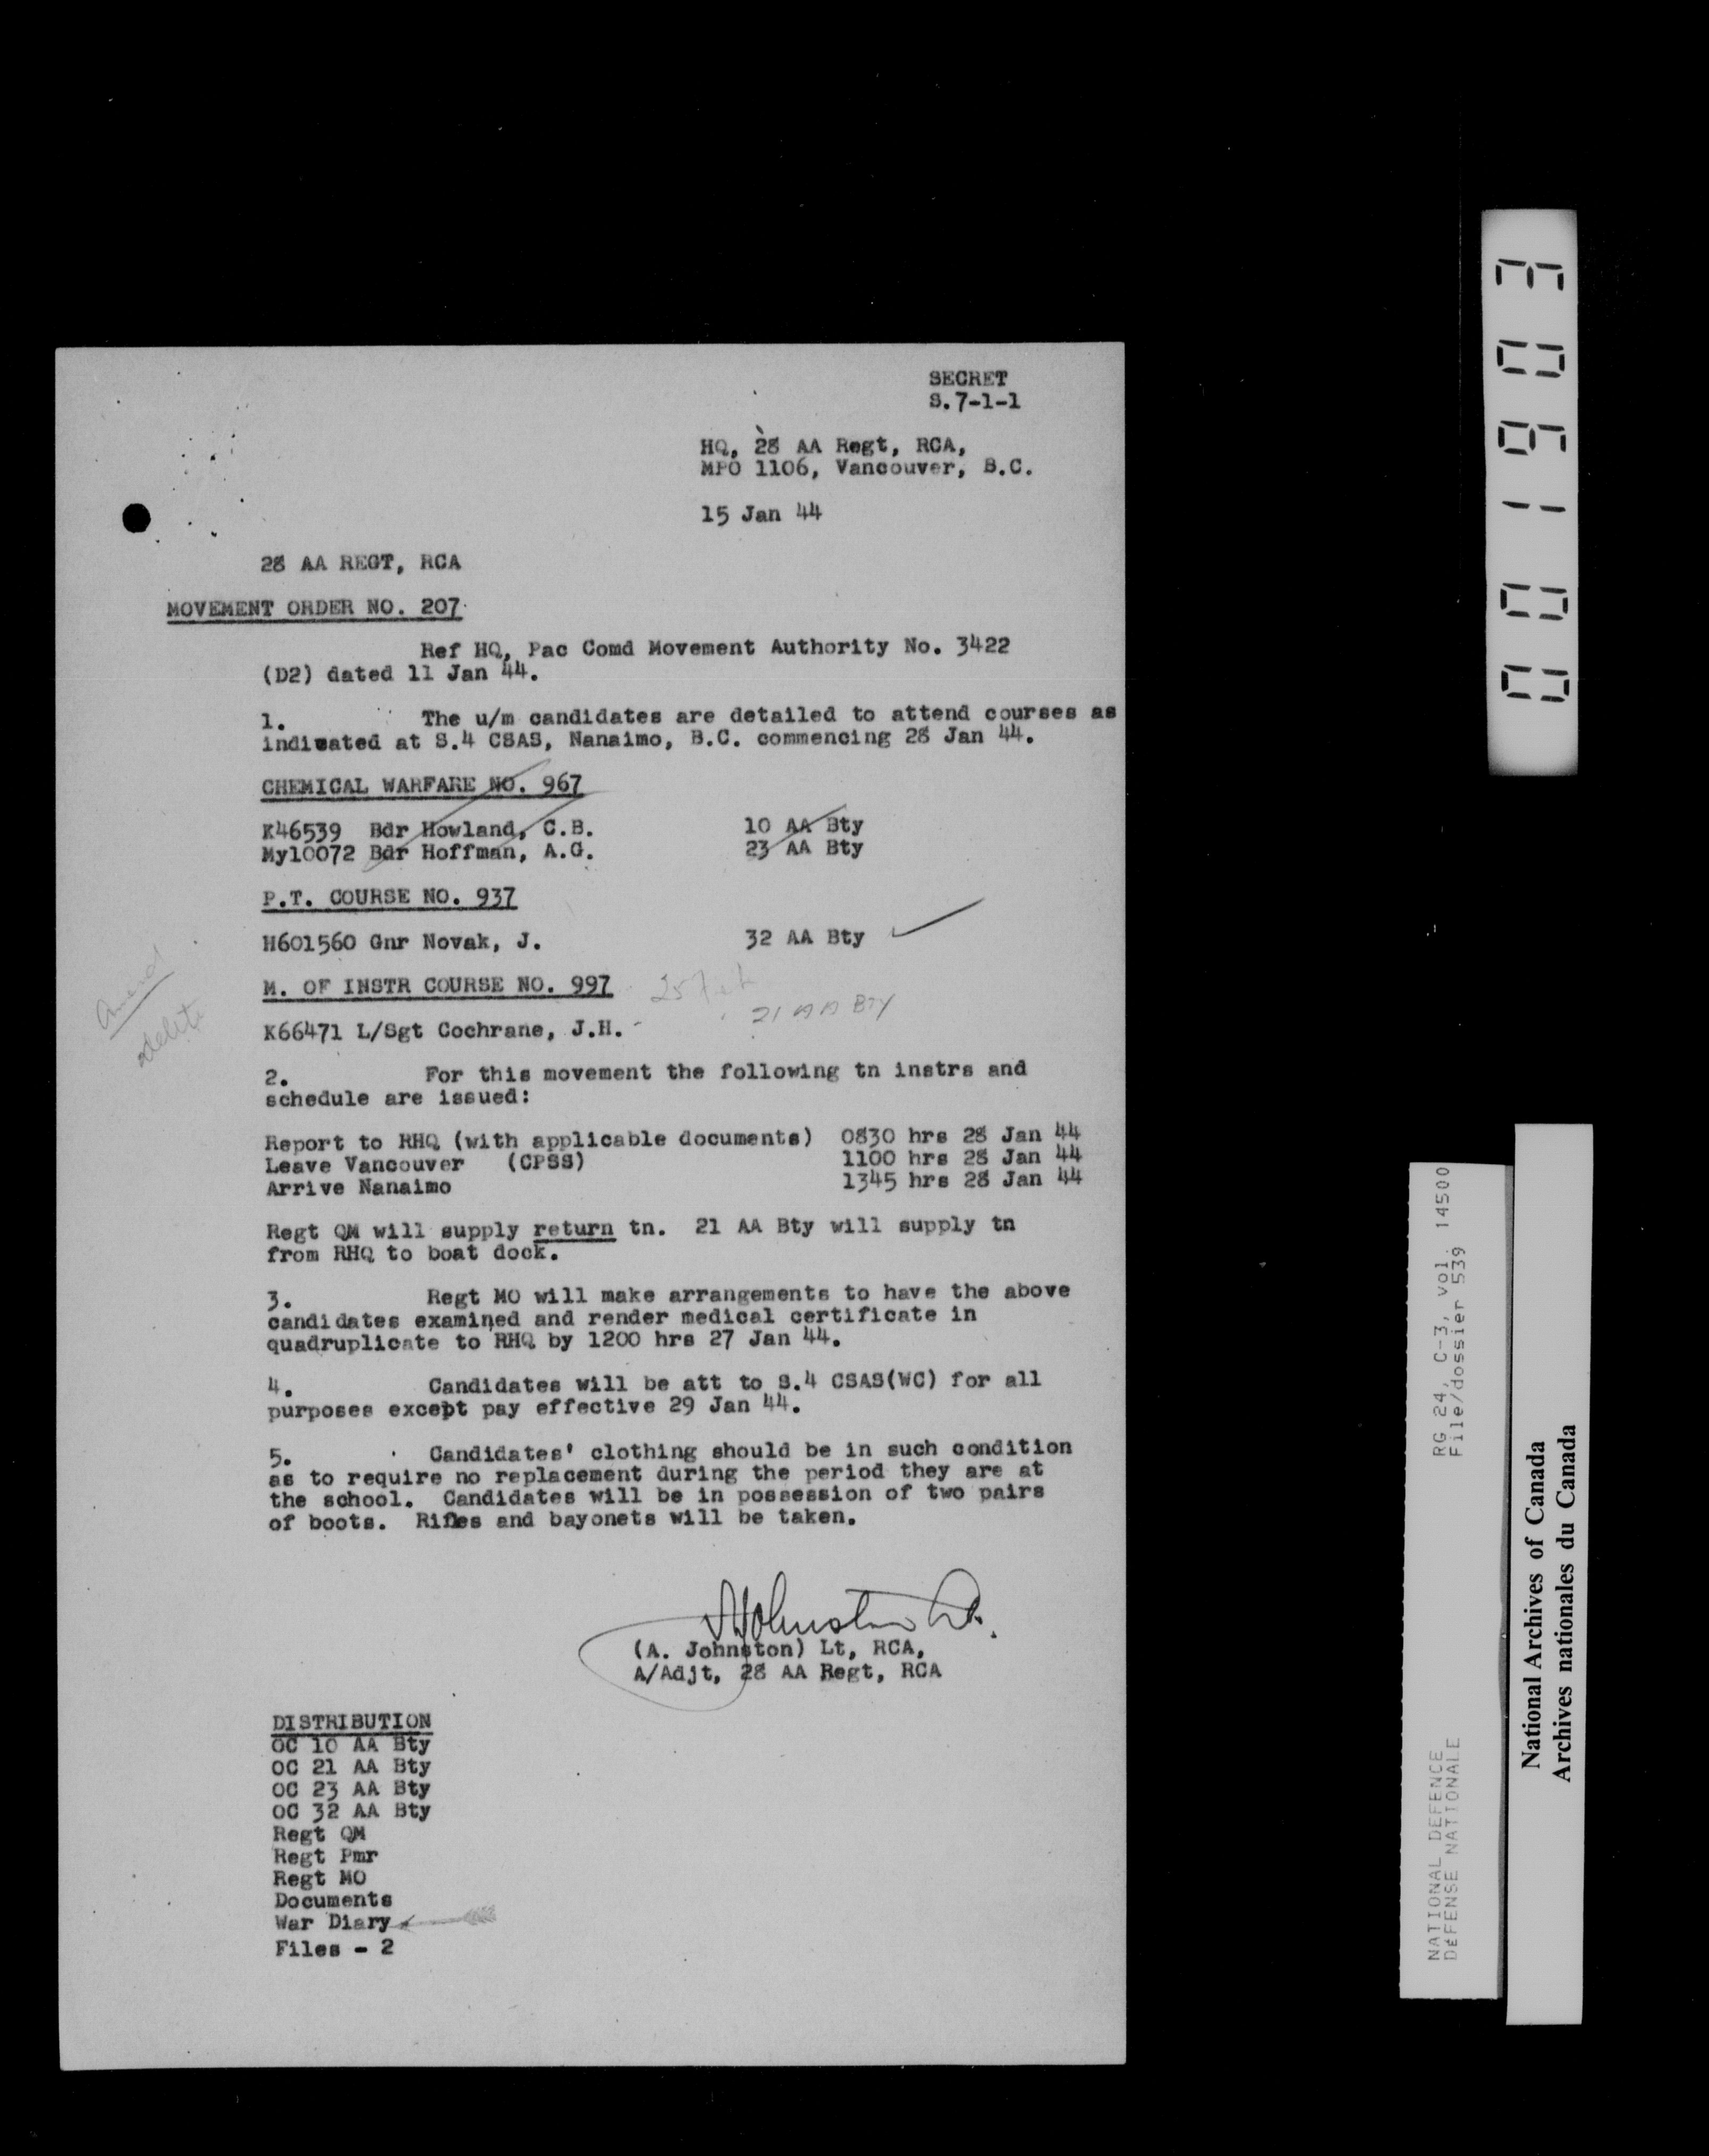 SECRET
S.7-1-1
HQ, 28 AA Regt, RCA,
MPO 1106, Vancouver, B.C.
15 Jan 44
28 AA REGT, RCA
MOVEMENT ORDER NO. 207
Ref HQ, Pac Comd Movement Authority No. 3422
(D2) dated 11 Jan 44.
1. The u/m candidates are detailed to attend courses as
indicated at S.4 CSAS, Nanaimo, B.C. commencing 28 Jan 44.
CHEMICAL WARFARE NO. 967
K46539 Bdr Howland, C.B. 10 AA Bty
My10072 Bdr Hoffman, A.G. 23 AA Bty
P.T. COURSE NO. 937
H601560 Gnr Novak, J. 32 AA Bty
Amend
delete
M. OF INSTR COURSE NO. 997
21 AA BTY
K66471 L/Sgt Cochrane, J.H.
2. For this movement the following tn instrs and
schedule are issued:
Report to RHQ (with applicable documents) 0830 hrs 28 Jan 44
Leave Vancouver (CPSS) 1100 hrs 28 Jan 44
Arrive Nanaimo 1345 hrs 28 Jan 44
Regt QM will supply return tn. 21 AA Bty will supply tn
from RHQ to boat dock.
3. Regt MO will make arrangements to have the above
candidates examined and render medical certificate in
quadruplicate to RHQ by 1200 hrs 27 Jan 44.
4. Candidates will be att to S.4 CSAS(WC) for all
purposes except pay effective 29 Jan 44.
5. Candidates' clothing should be in such condition
as to require no replacement during the period they are at
the school. Candidates will be in possession of two pairs
of boots. Rifles and bayonets will be taken.
A Johnston Lt.
(A. Johnston) Lt, RCA,
A/Adjt, 28 AA Regt, RCA
DISTRIBUTION
OC 10 AA Bty
OC 21 AA Bty
OC 23 AA Bty
OC 32 AA Bty
Regt QM
Regt Pmr
Regt MO
Documents
War Diary
Files - 2
001903
RG 24, C-3, vol. 14500
File/dossier 539
NATIONAL DEFENCE
DÉFENSE NATIONALE
National Archives of Canada
Archives nationales du Canada